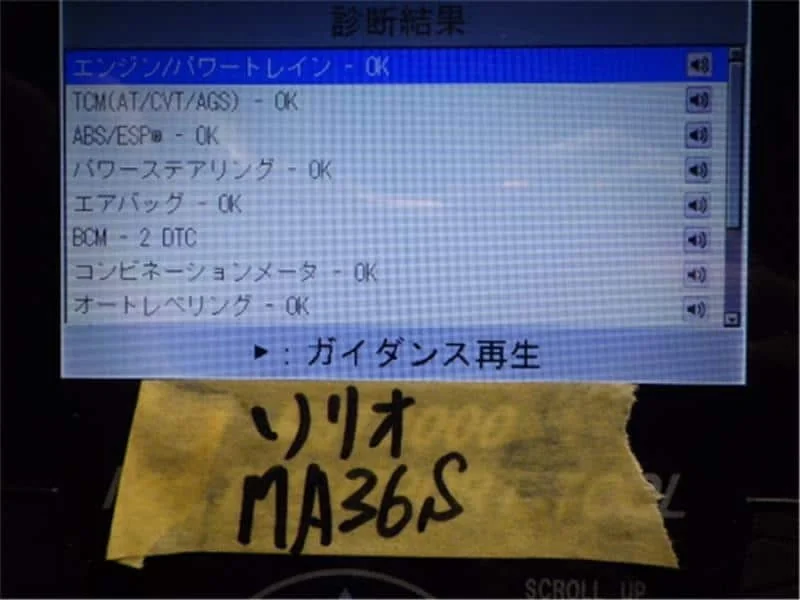 診断結果
エンジン/パワートレイン - OK
TCM(AT/CVT/AGS) - OK
ABS/ESP® - OK
パワーステアリング - OK
エアバッグ - OK
BCM - 2 DTC
コンビネーションメータ - OK
オートレベリング - OK
▶ : ガイダンス再生
ソリオ
MA36S
SCROLL UP